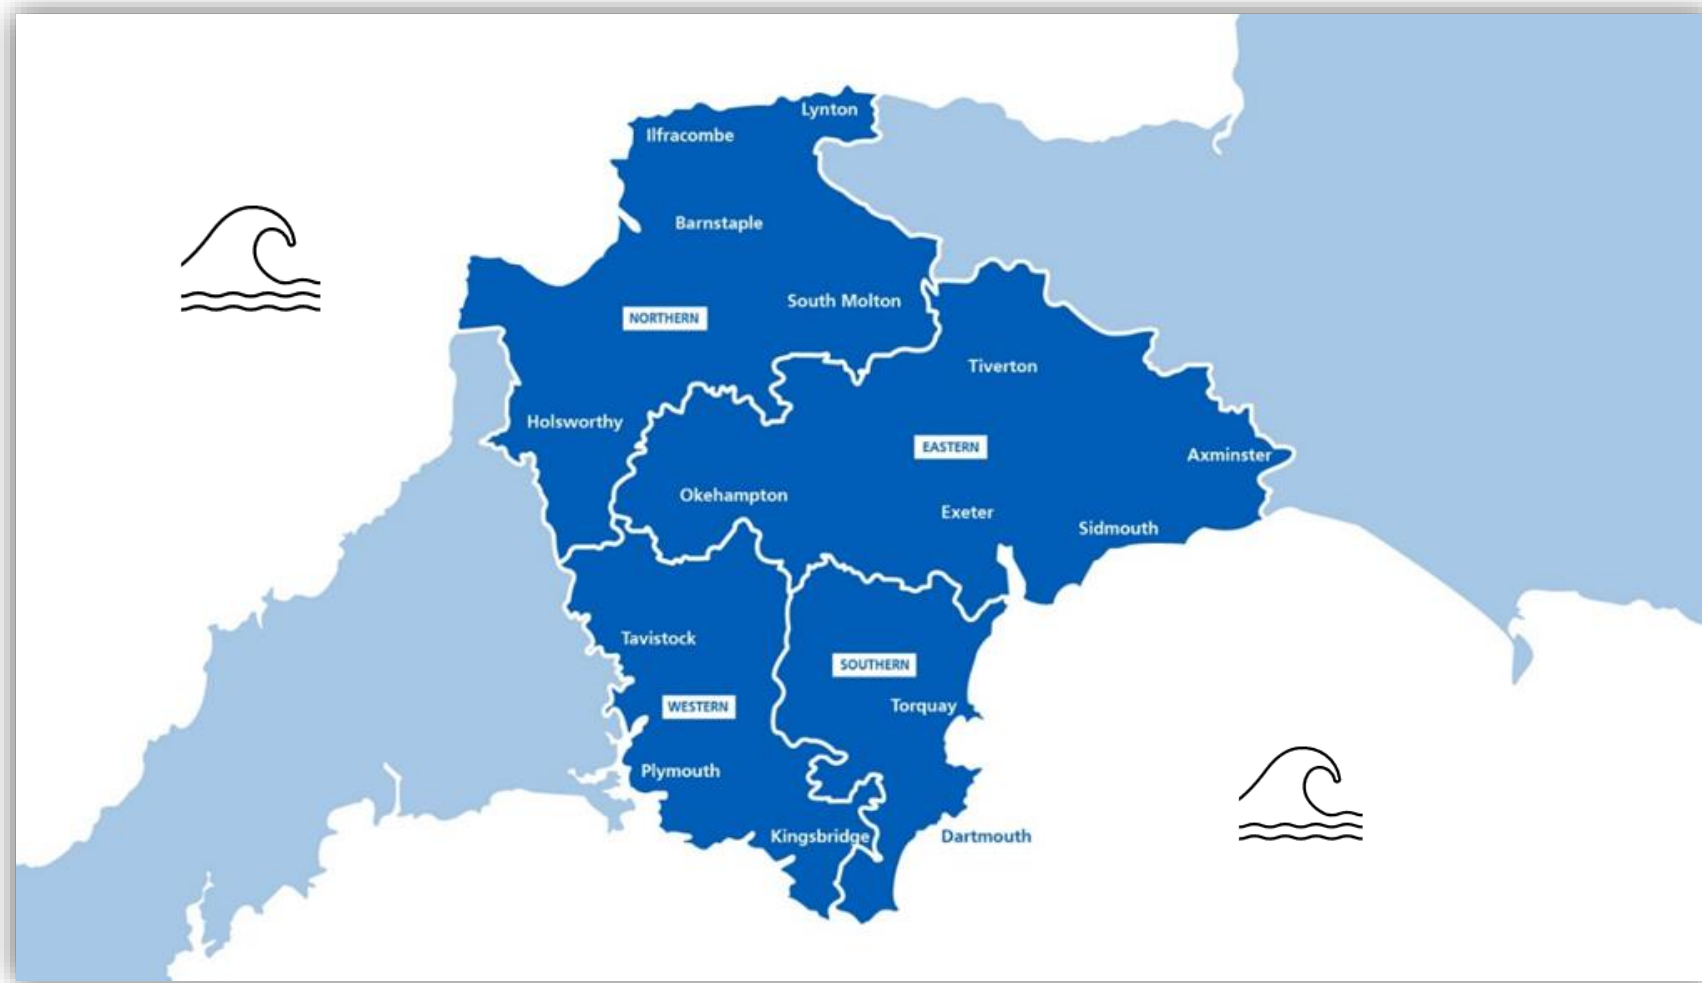 Lynton
Ilfracombe
Barnstaple
South Molton
NORTHERN
Tiverton
Holsworthy
EASTERN
Axminster
Okehampton
Exeter
Sidmouth
Tavistock
SOUTHERN
WESTERN
Torquay
Plymouth
Kingsbridge
Dartmouth